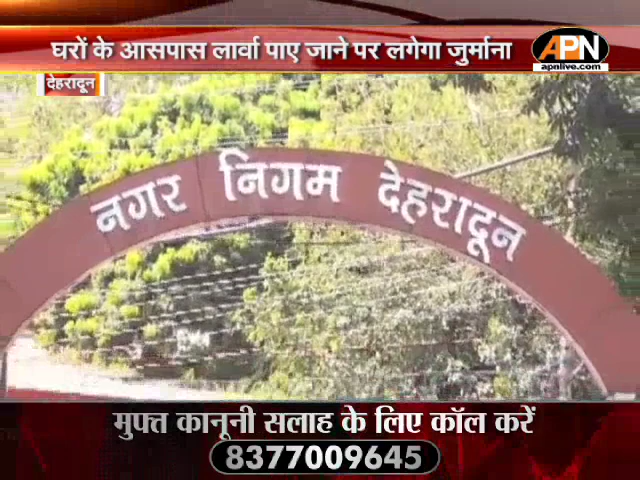 घरों के आसपास लार्वा पाए जाने पर लगेगा जुर्माना
APN
apnlive.com
देहरादून
नगर निगम देहरादून
मुफ्त कानूनी सलाह के लिए कॉल करें
8377009645